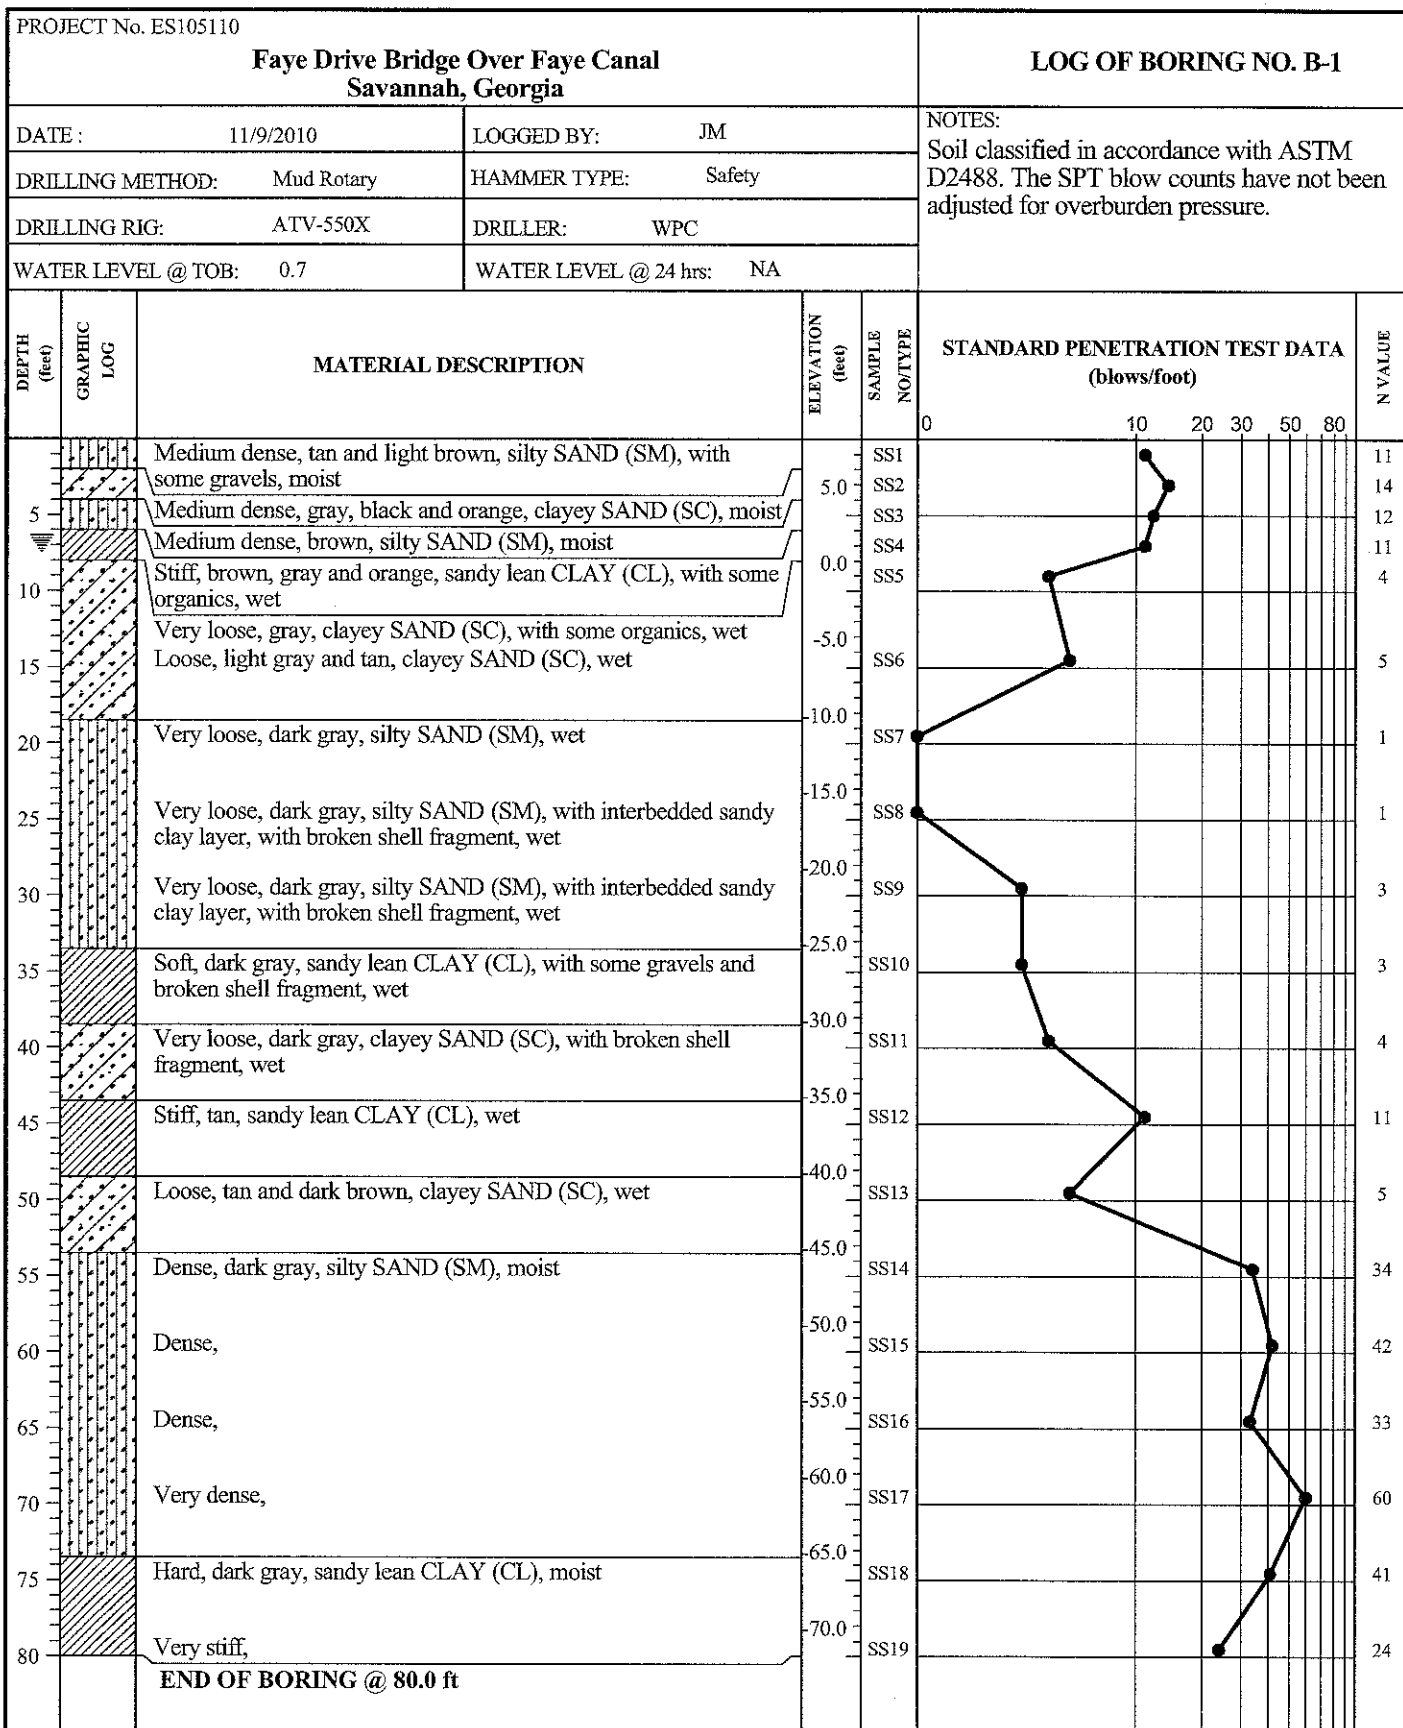 PROJECT No. ES105110
Faye Drive Bridge Over Faye Canal
Savannah, Georgia
LOG OF BORING NO. B-1
DATE : 11/9/2010 LOGGED BY: JM
DRILLING METHOD: Mud Rotary HAMMER TYPE: Safety
DRILLING RIG: ATV-550X DRILLER: WPC
WATER LEVEL @ TOB: 0.7 WATER LEVEL @ 24 hrs: NA
NOTES:
Soil classified in accordance with ASTM
D2488. The SPT blow counts have not been
adjusted for overburden pressure.
DEPTH
(feet)
GRAPHIC
LOG
MATERIAL DESCRIPTION
ELEVATION
(feet)
SAMPLE
NO/TYPE
STANDARD PENETRATION TEST DATA
(blows/foot)
N VALUE
0 10 20 30 50 80
Medium dense, tan and light brown, silty SAND (SM), with SS1 11
some gravels, moist 5.0 SS2 14
5 Medium dense, gray, black and orange, clayey SAND (SC), moist SS3 12
Medium dense, brown, silty SAND (SM), moist SS4 11
0.0
Stiff, brown, gray and orange, sandy lean CLAY (CL), with some SS5 4
10 organics, wet
Very loose, gray, clayey SAND (SC), with some organics, wet -5.0
15 Loose, light gray and tan, clayey SAND (SC), wet SS6 5
-10.0
20 Very loose, dark gray, silty SAND (SM), wet SS7 1
-15.0
25 Very loose, dark gray, silty SAND (SM), with interbedded sandy SS8 1
clay layer, with broken shell fragment, wet
-20.0
30 Very loose, dark gray, silty SAND (SM), with interbedded sandy SS9 3
clay layer, with broken shell fragment, wet
-25.0
35 Soft, dark gray, sandy lean CLAY (CL), with some gravels and SS10 3
broken shell fragment, wet
-30.0
40 Very loose, dark gray, clayey SAND (SC), with broken shell SS11 4
fragment, wet
-35.0
45 Stiff, tan, sandy lean CLAY (CL), wet SS12 11
-40.0
50 Loose, tan and dark brown, clayey SAND (SC), wet SS13 5
-45.0
55 Dense, dark gray, silty SAND (SM), moist SS14 34
-50.0
60 Dense, SS15 42
-55.0
65 Dense, SS16 33
-60.0
70 Very dense, SS17 60
-65.0
75 Hard, dark gray, sandy lean CLAY (CL), moist SS18 41
-70.0
80 Very stiff, SS19 24
END OF BORING @ 80.0 ft